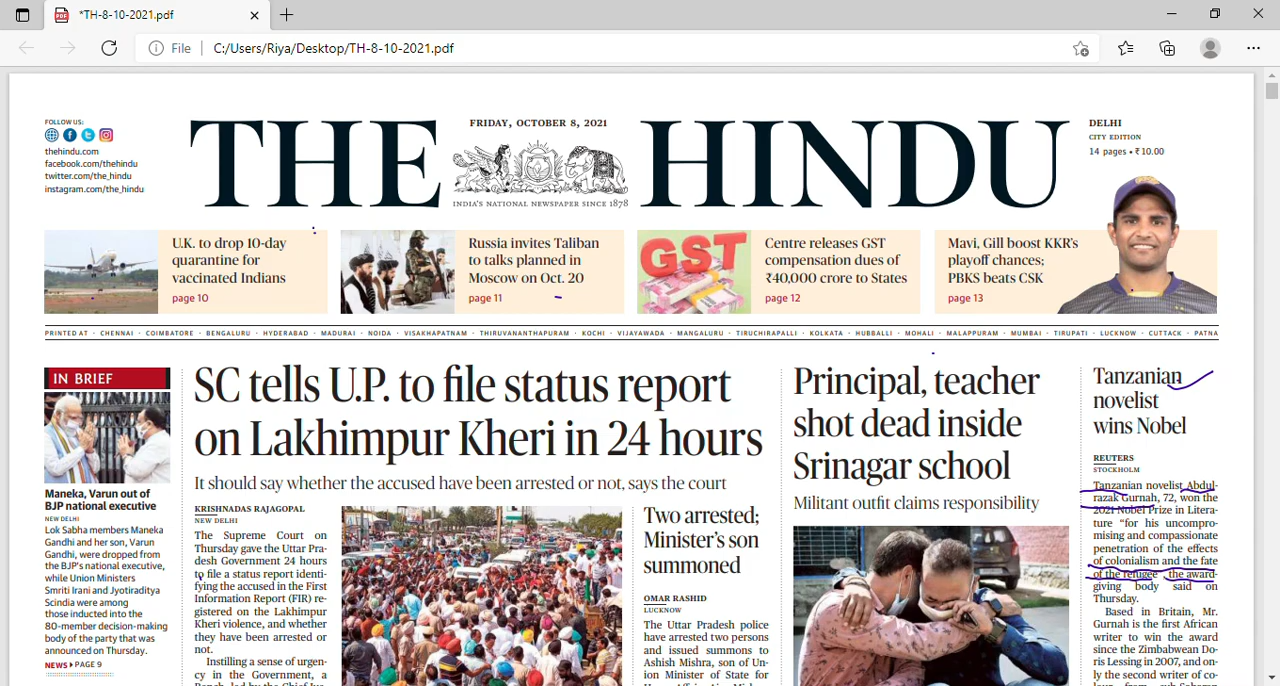 *TH-8-10-2021.pdf
File
C:/Users/Riya/Desktop/TH-8-10-2021.pdf
FOLLOW US:
thehindu.com
facebook.com/thehindu
twitter.com/the_hindu
instagram.com/the_hindu
THE HINDU
FRIDAY, OCTOBER 8, 2021
INDIA'S NATIONAL NEWSPAPER SINCE 1878
DELHI
CITY EDITION
14 pages • ₹10.00
U.K. to drop 10-day
quarantine for
vaccinated Indians
page 10
Russia invites Taliban
to talks planned in
Moscow on Oct. 20
page 11
GST
Centre releases GST
compensation dues of
₹40,000 crore to States
page 12
Mavi, Gill boost KKR's
playoff chances;
PBKS beats CSK
page 13
PRINTED AT · CHENNAI · COIMBATORE · BENGALURU · HYDERABAD · MADURAI · NOIDA · VISAKHAPATNAM · THIRUVANANTHAPURAM · KOCHI · VIJAYAWADA · MANGALURU · TIRUCHIRAPALLI · KOLKATA · HUBBALLI · MOHALI · MALAPPURAM · MUMBAI · TIRUPATI · LUCKNOW · CUTTACK · PATNA
IN BRIEF
Maneka, Varun out of
BJP national executive
NEW DELHI
Lok Sabha members Maneka
Gandhi and her son, Varun
Gandhi, were dropped from
the BJP's national executive,
while Union Ministers
Smriti Irani and Jyotiraditya
Scindia were among
those inducted into the
80-member decision-making
body of the party that was
announced on Thursday.
NEWS PAGE 9
SC tells U.P. to file status report
on Lakhimpur Kheri in 24 hours
It should say whether the accused have been arrested or not, says the court
KRISHNADAS RAJAGOPAL
NEW DELHI
The Supreme Court on
Thursday gave the Uttar Pra-
desh Government 24 hours
to file a status report identi-
fying the accused in the First
Information Report (FIR) re-
gistered on the Lakhimpur
Kheri violence, and whether
they have been arrested or
not.
Instilling a sense of urgen-
cy in the Government, a
Two arrested;
Minister's son
summoned
OMAR RASHID
LUCKNOW
The Uttar Pradesh police
have arrested two persons
and issued summons to
Ashish Mishra, son of Un-
ion Minister of State for
Principal, teacher
shot dead inside
Srinagar school
Militant outfit claims responsibility
Tanzanian
novelist
wins Nobel
REUTERS
STOCKHOLM
Tanzanian novelist Abdul-
razak Gurnah, 72, won the
2021 Nobel Prize in Litera-
ture "for his uncompro-
mising and compassionate
penetration of the effects
of colonialism and the fate
of the refugee", the award-
giving body said on
Thursday.
Based in Britain, Mr.
Gurnah is the first African
writer to win the award
since the Zimbabwean Do-
ris Lessing in 2007, and on-
ly the second writer of co-